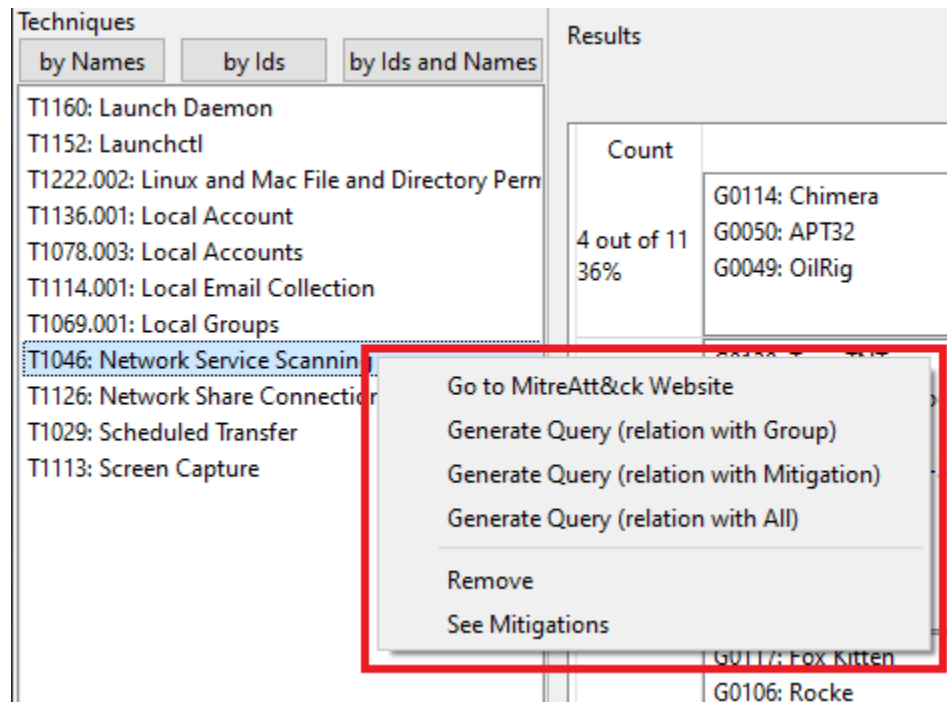 Techniques
by Names
by Ids
by Ids and Names
T1160: Launch Daemon
T1152: Launchctl
T1222.002: Linux and Mac File and Directory Perm
T1136.001: Local Account
T1078.003: Local Accounts
T1114.001: Local Email Collection
T1069.001: Local Groups
T1046: Network Service Scanning
T1126: Network Share Connection
T1029: Scheduled Transfer
T1113: Screen Capture
Results
Count
4 out of 11
36%
G0114: Chimera
G0050: APT32
G0049: OilRig
Go to MitreAtt&ck Website
Generate Query (relation with Group)
Generate Query (relation with Mitigation)
Generate Query (relation with All)
Remove
See Mitigations
G0117: Fox Kitten
G0106: Rocke